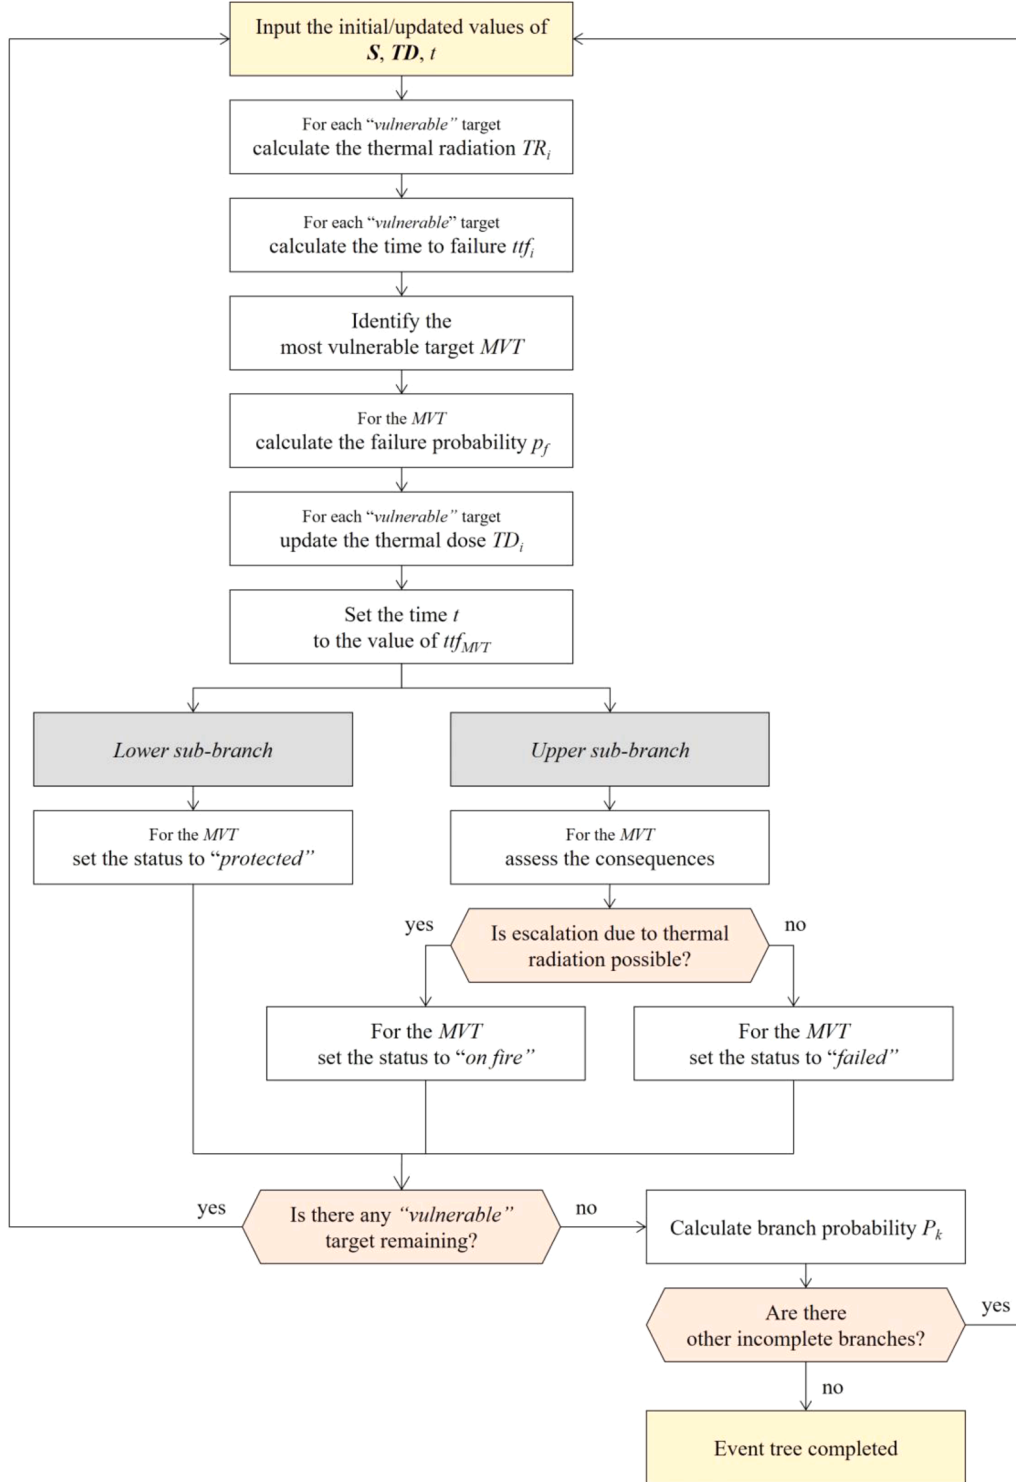 Input the initial/updated values of
S, TD, t
For each “vulnerable” target
calculate the thermal radiation TRi
For each “vulnerable” target
calculate the time to failure ttfi
Identify the
most vulnerable target MVT
For the MVT
calculate the failure probability pf
For each “vulnerable” target
update the thermal dose TDi
Set the time t
to the value of ttfMVT
Lower sub-branch
Upper sub-branch
For the MVT
set the status to “protected”
For the MVT
assess the consequences
yes
Is escalation due to thermal
radiation possible?
no
For the MVT
set the status to “on fire”
For the MVT
set the status to “failed”
yes
Is there any “vulnerable”
target remaining?
no
Calculate branch probability Pk
Are there
other incomplete branches?
yes
no
Event tree completed